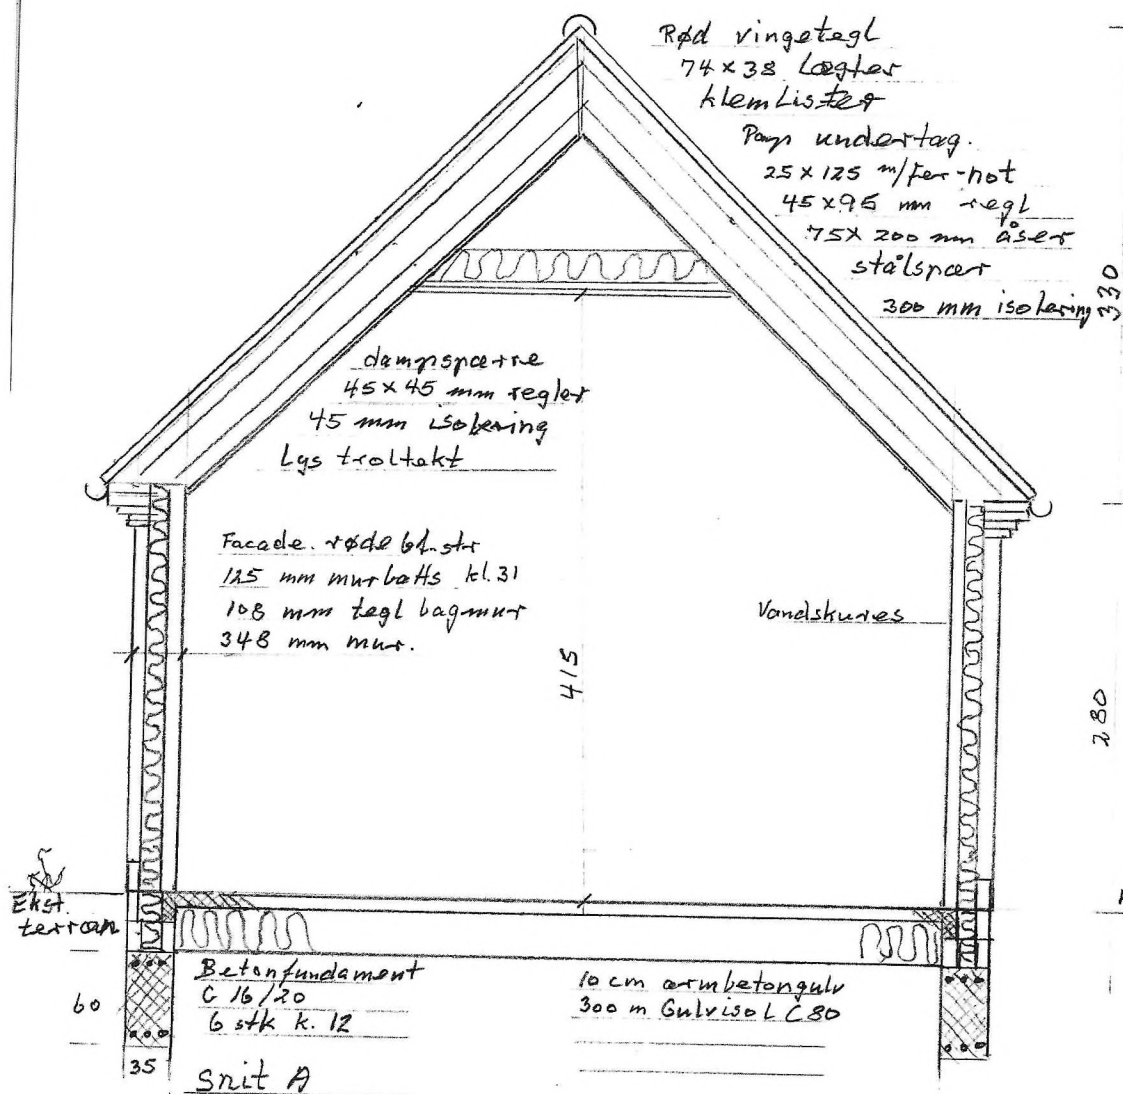 Rød vingetegl
74 x 38 Lægter
klemLister
Pap undertag.
25 x 125 m/fer-not
45 x 95 mm regl
75 x 200 mm åser
stålspær
300 mm isolering
330
dampspærre
45 x 45 mm regler
45 mm isolering
Lys troltekt
Facade. røde bl.str
125 mm murbatts kl.31
108 mm tegl bagmur
348 mm mur.
Vandskures
415
280
Ekst.
terræn
Betonfundament
C 16/20
6 stk k. 12
60
35
10 cm armbetongulv
300 m Gulvisol C 80
Snit A